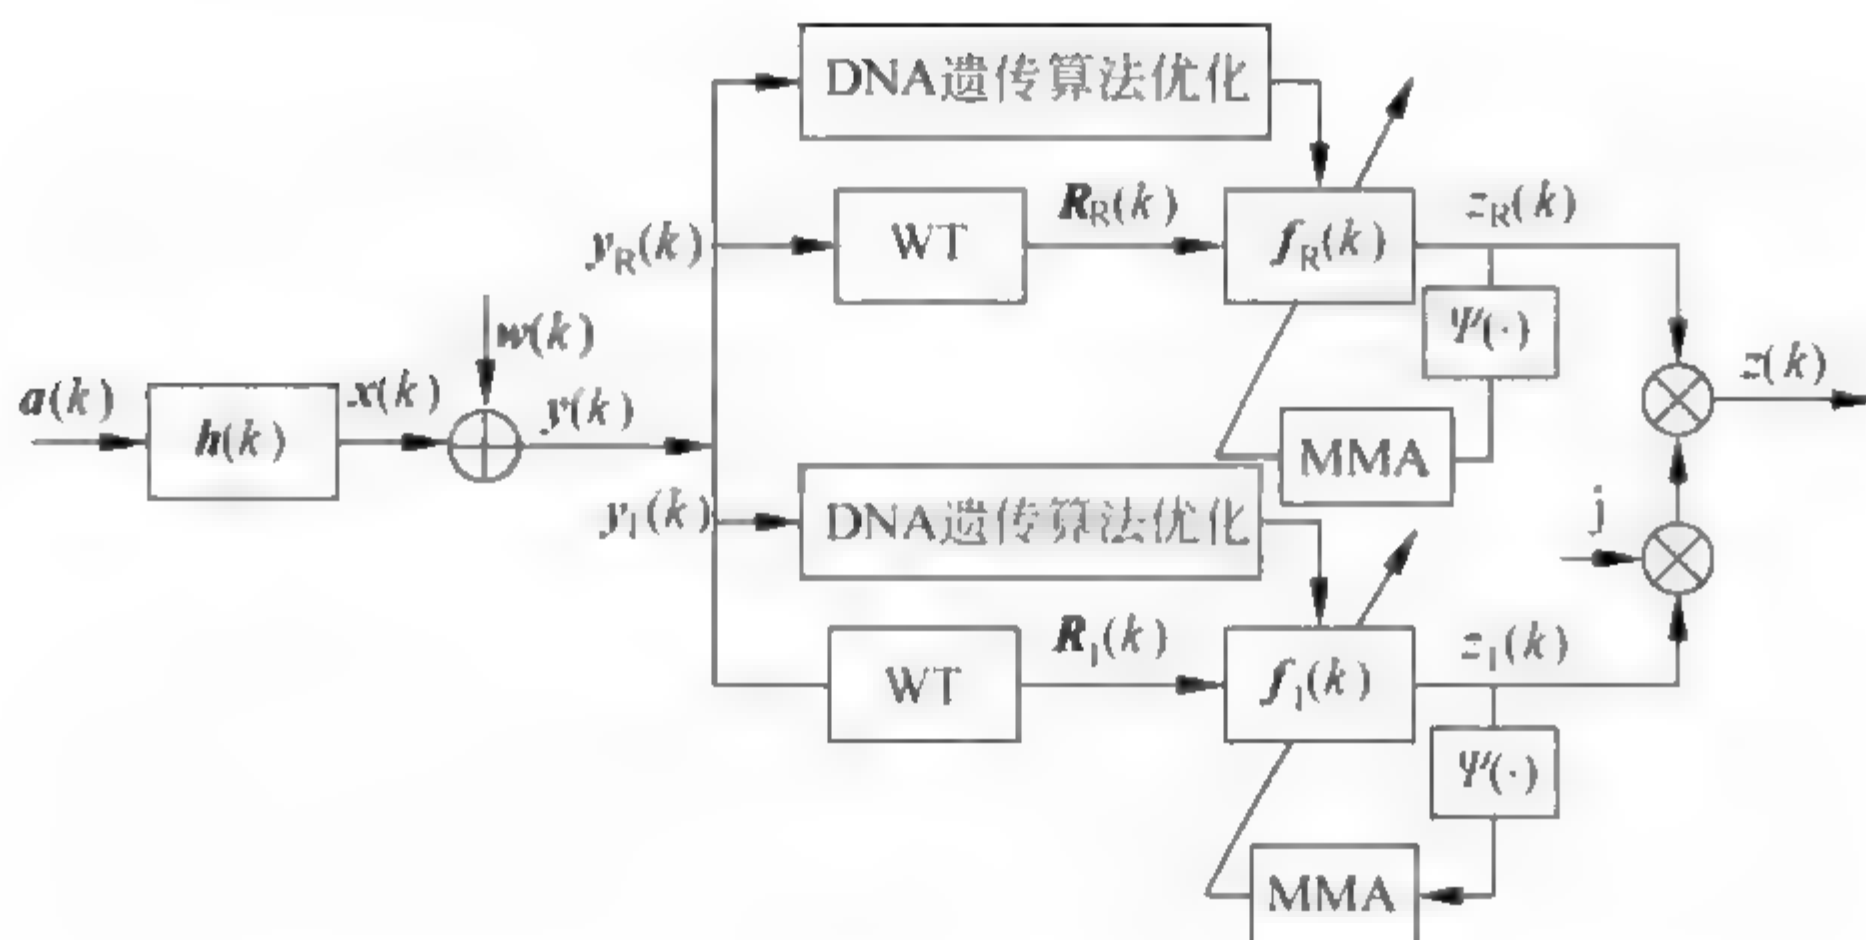 DNA遗传算法优化
y_R(k)
WT
R_R(k)
f_R(k)
z_R(k)
Ψ(·)
w(k)
a(k)
h(k)
x(k)
y(k)
MMA
z(k)
y_I(k)
DNA遗传算法优化
j
WT
R_I(k)
f_I(k)
z_I(k)
Ψ(·)
MMA